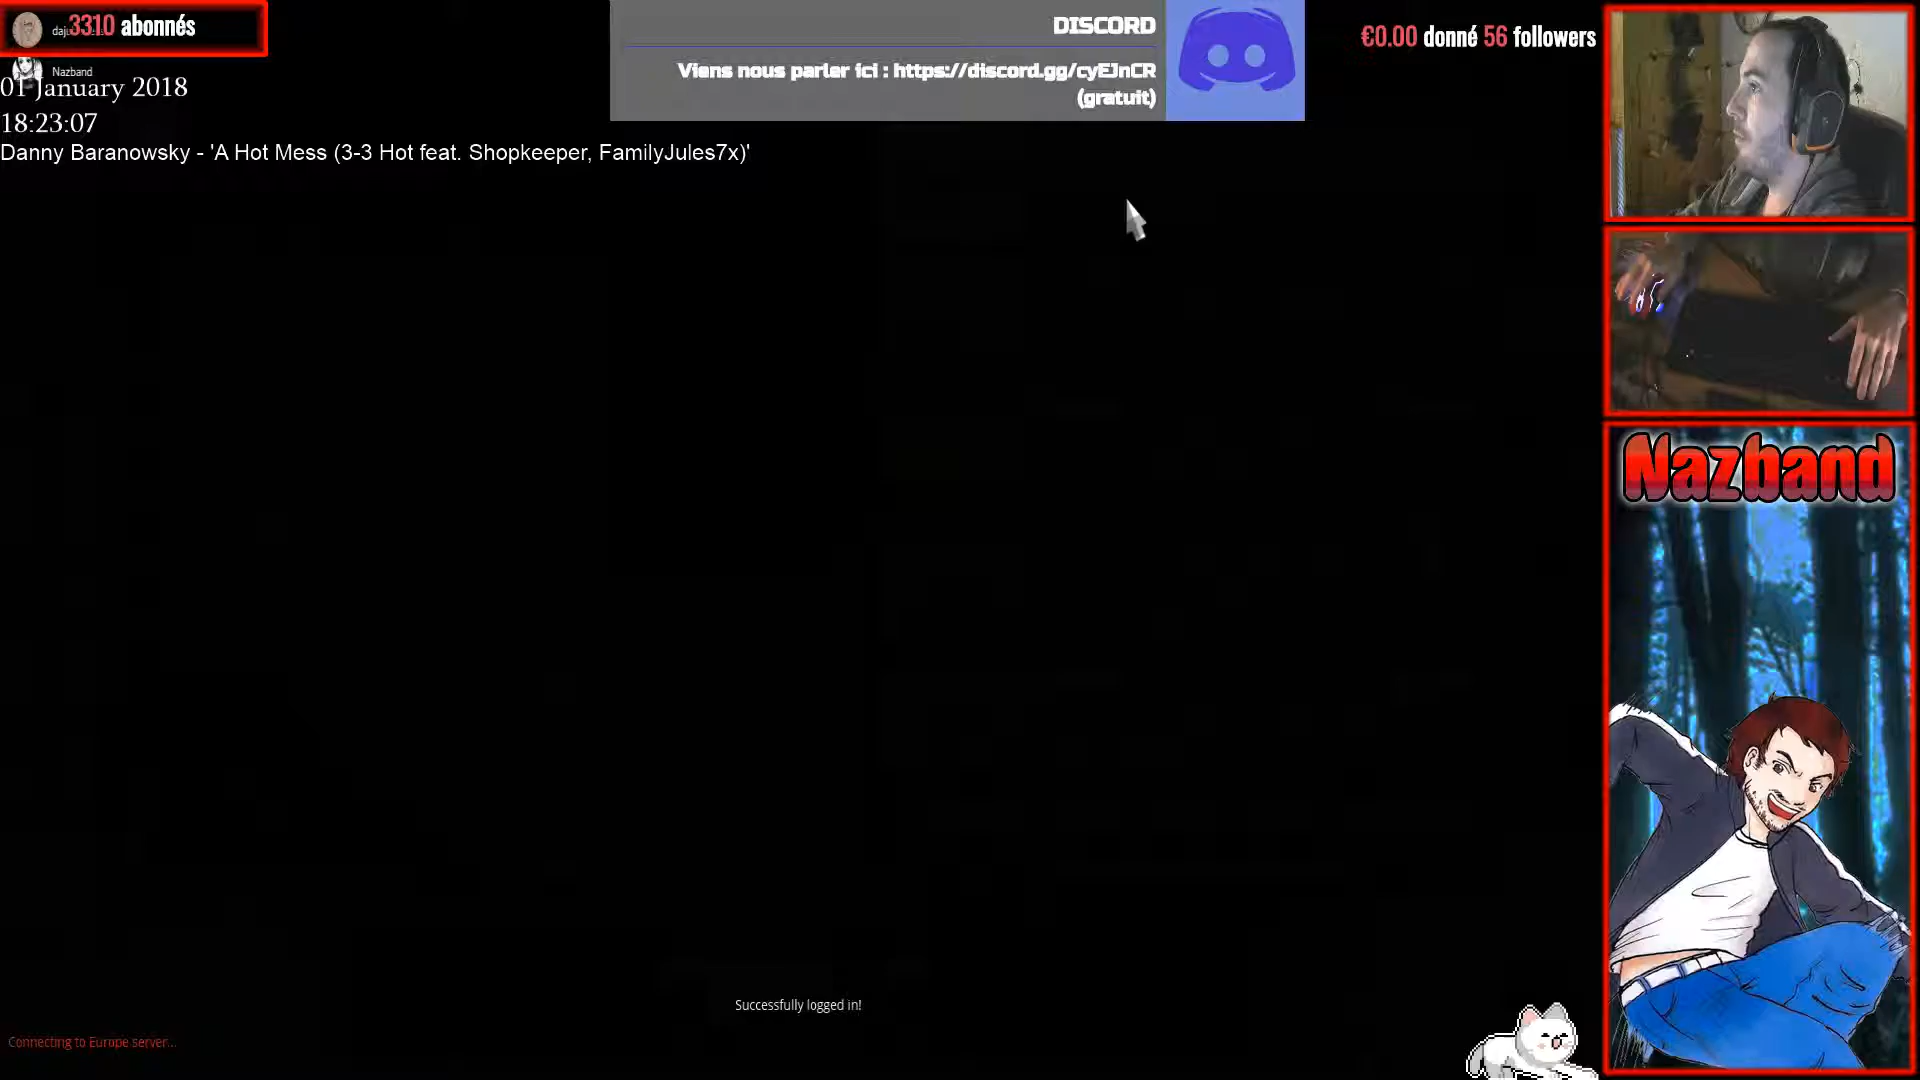 3310 abonnés
Nazband
01 January 2018
18:23:07
Danny Baranowsky - 'A Hot Mess (3-3 Hot feat. Shopkeeper, FamilyJules7x)'
DISCORD
Viens nous parler ici : https://discord.gg/cyEJnCR
(gratuit)
€0.00 donné 56 followers
Nazband
Successfully logged in!
Connecting to Europe server...